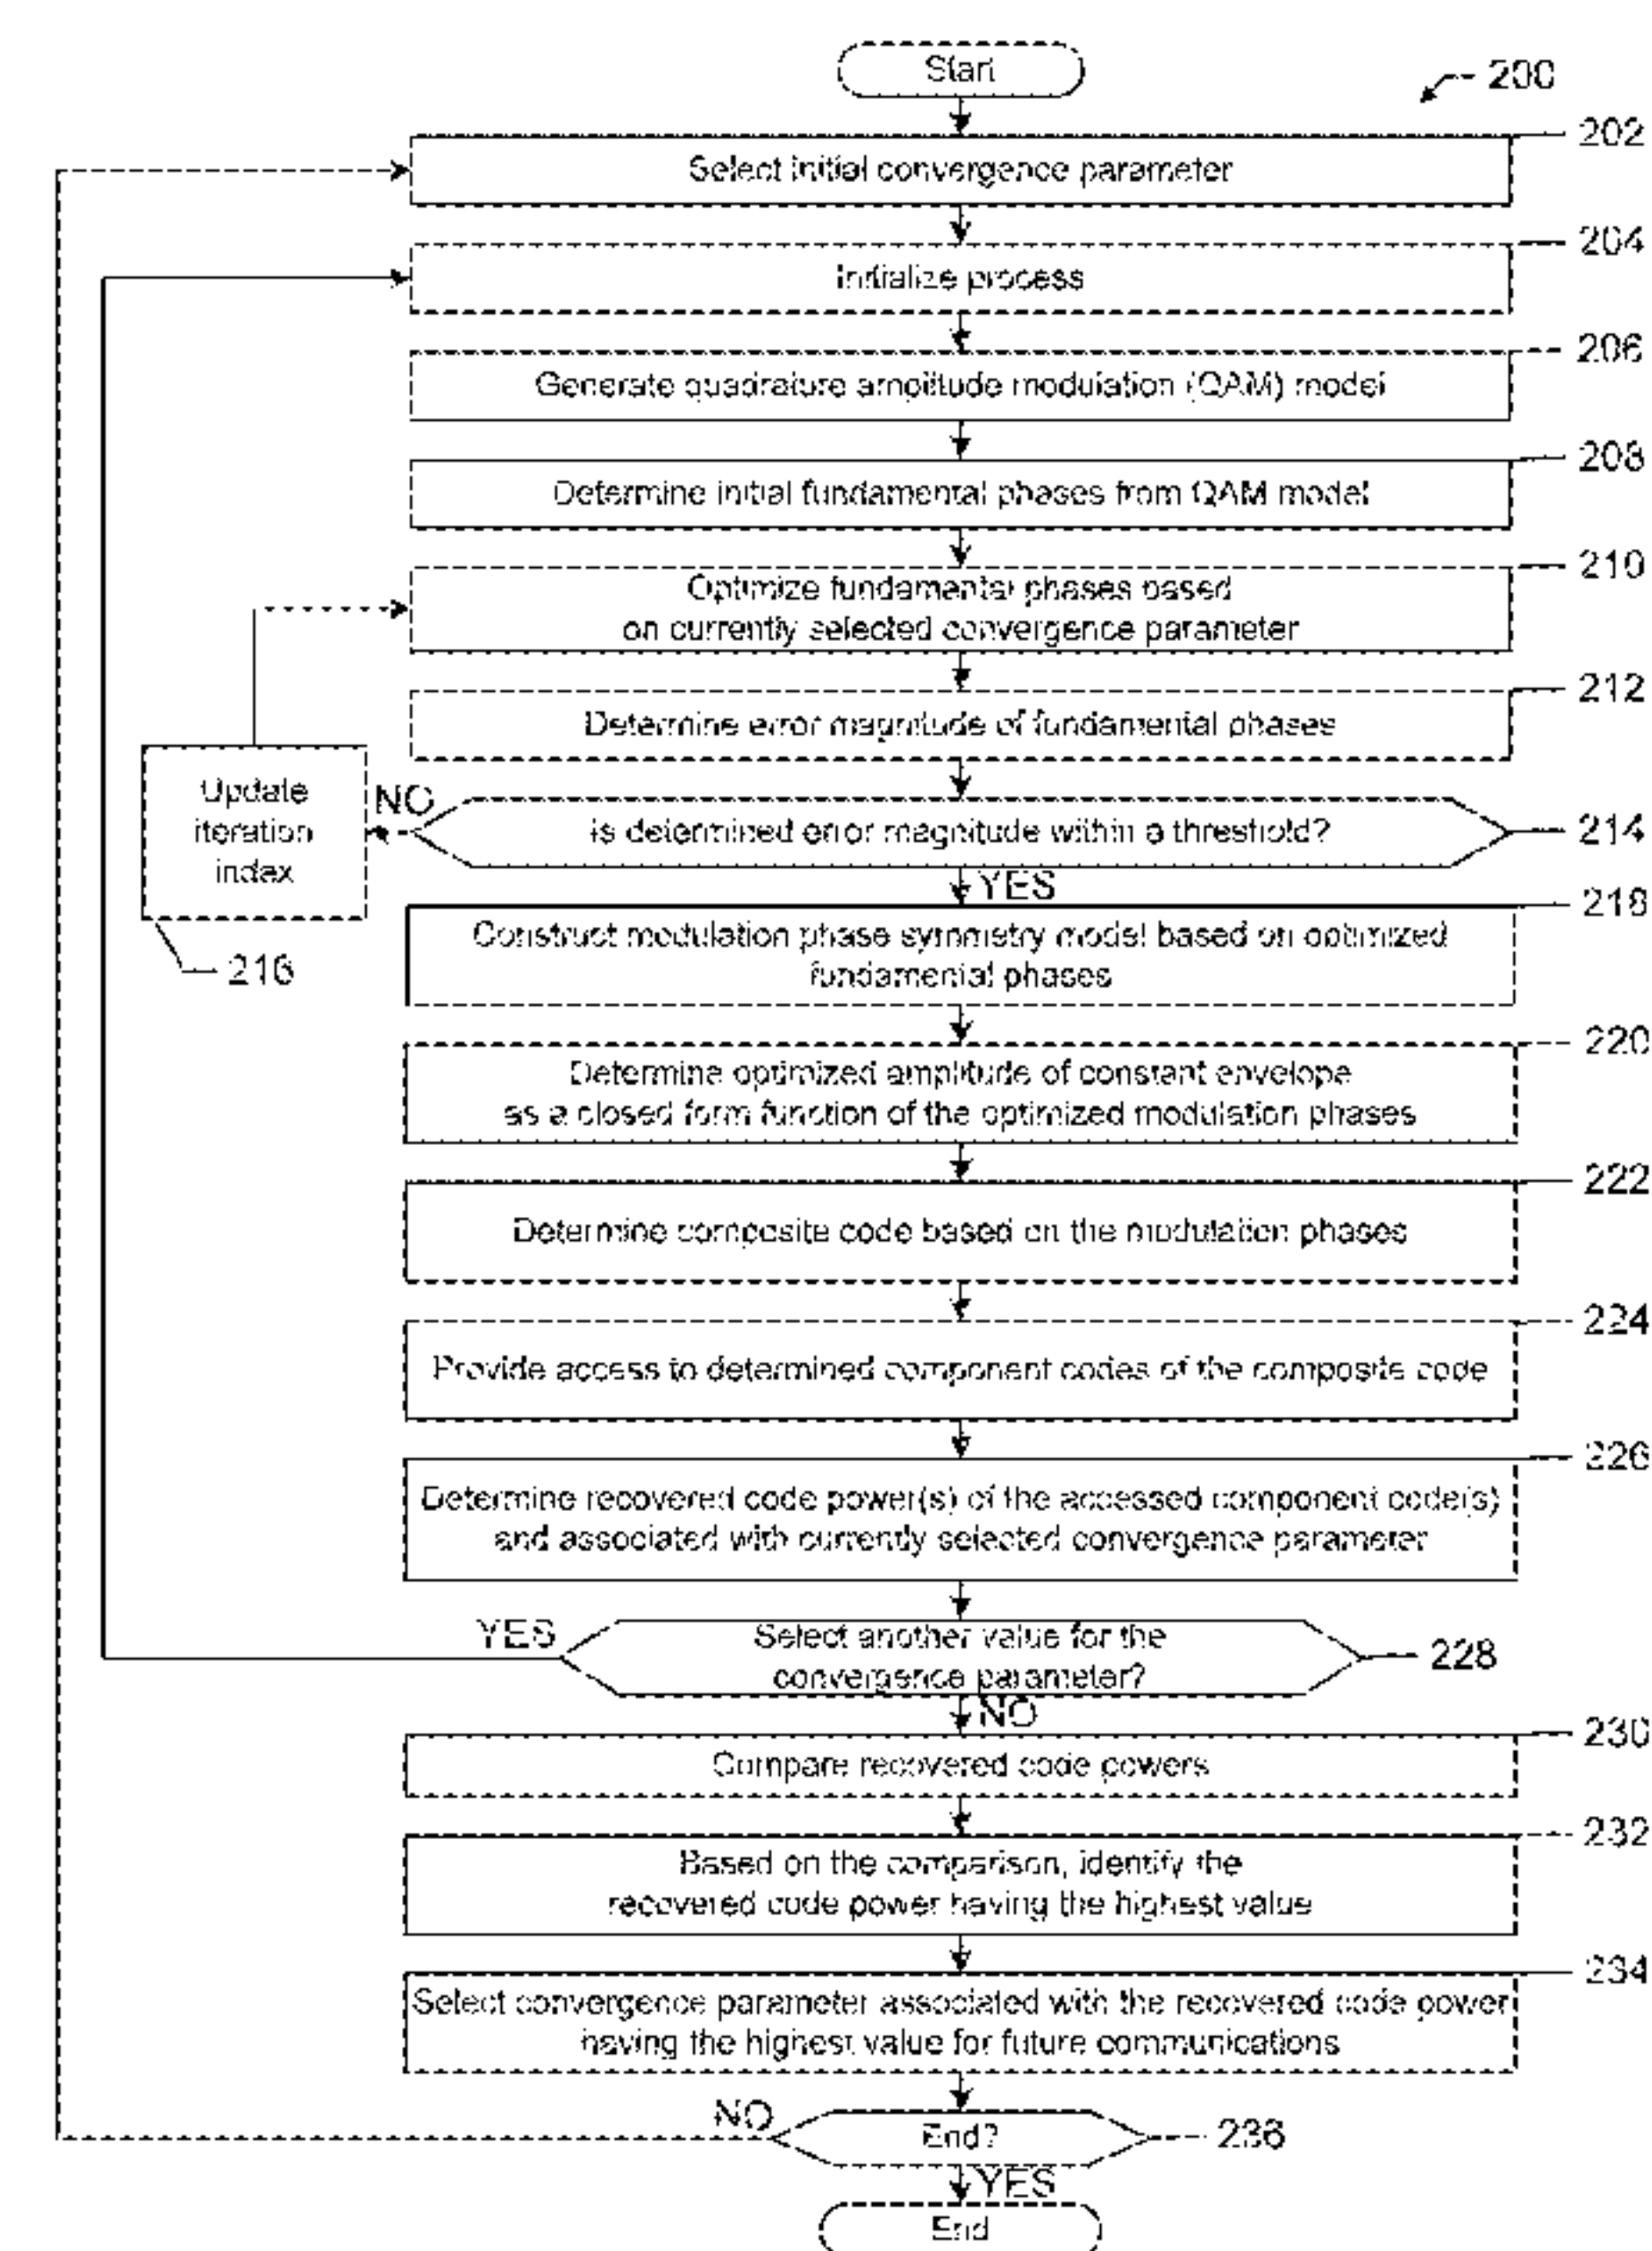 Start
200
202
Select initial convergence parameter
204
Initialize process
206
Generate quadrature amplitude modulation (QAM) model
208
Determine initial fundamental phases from QAM model
210
Optimize fundamental phases based
on currently selected convergence parameter
212
Determine error magnitude of fundamental phases
Update
iteration
index
216
NO
Is determined error magnitude within a threshold?
214
YES
218
Construct modulation phase symmetry model based on optimized
fundamental phases
220
Determine optimized amplitude of constant envelope
as a closed form function of the optimized modulation phases
222
Determine composite code based on the modulation phases
224
Provide access to determined component codes of the composite code
226
Determine recovered code power(s) of the accessed component code(s)
and associated with currently selected convergence parameter
YES
Select another value for the
convergence parameter?
228
NO
230
Compare recovered code powers
232
Based on the comparison, identify the
recovered code power having the highest value
234
Select convergence parameter associated with the recovered code power
having the highest value for future communications
NO
End?
236
YES
End